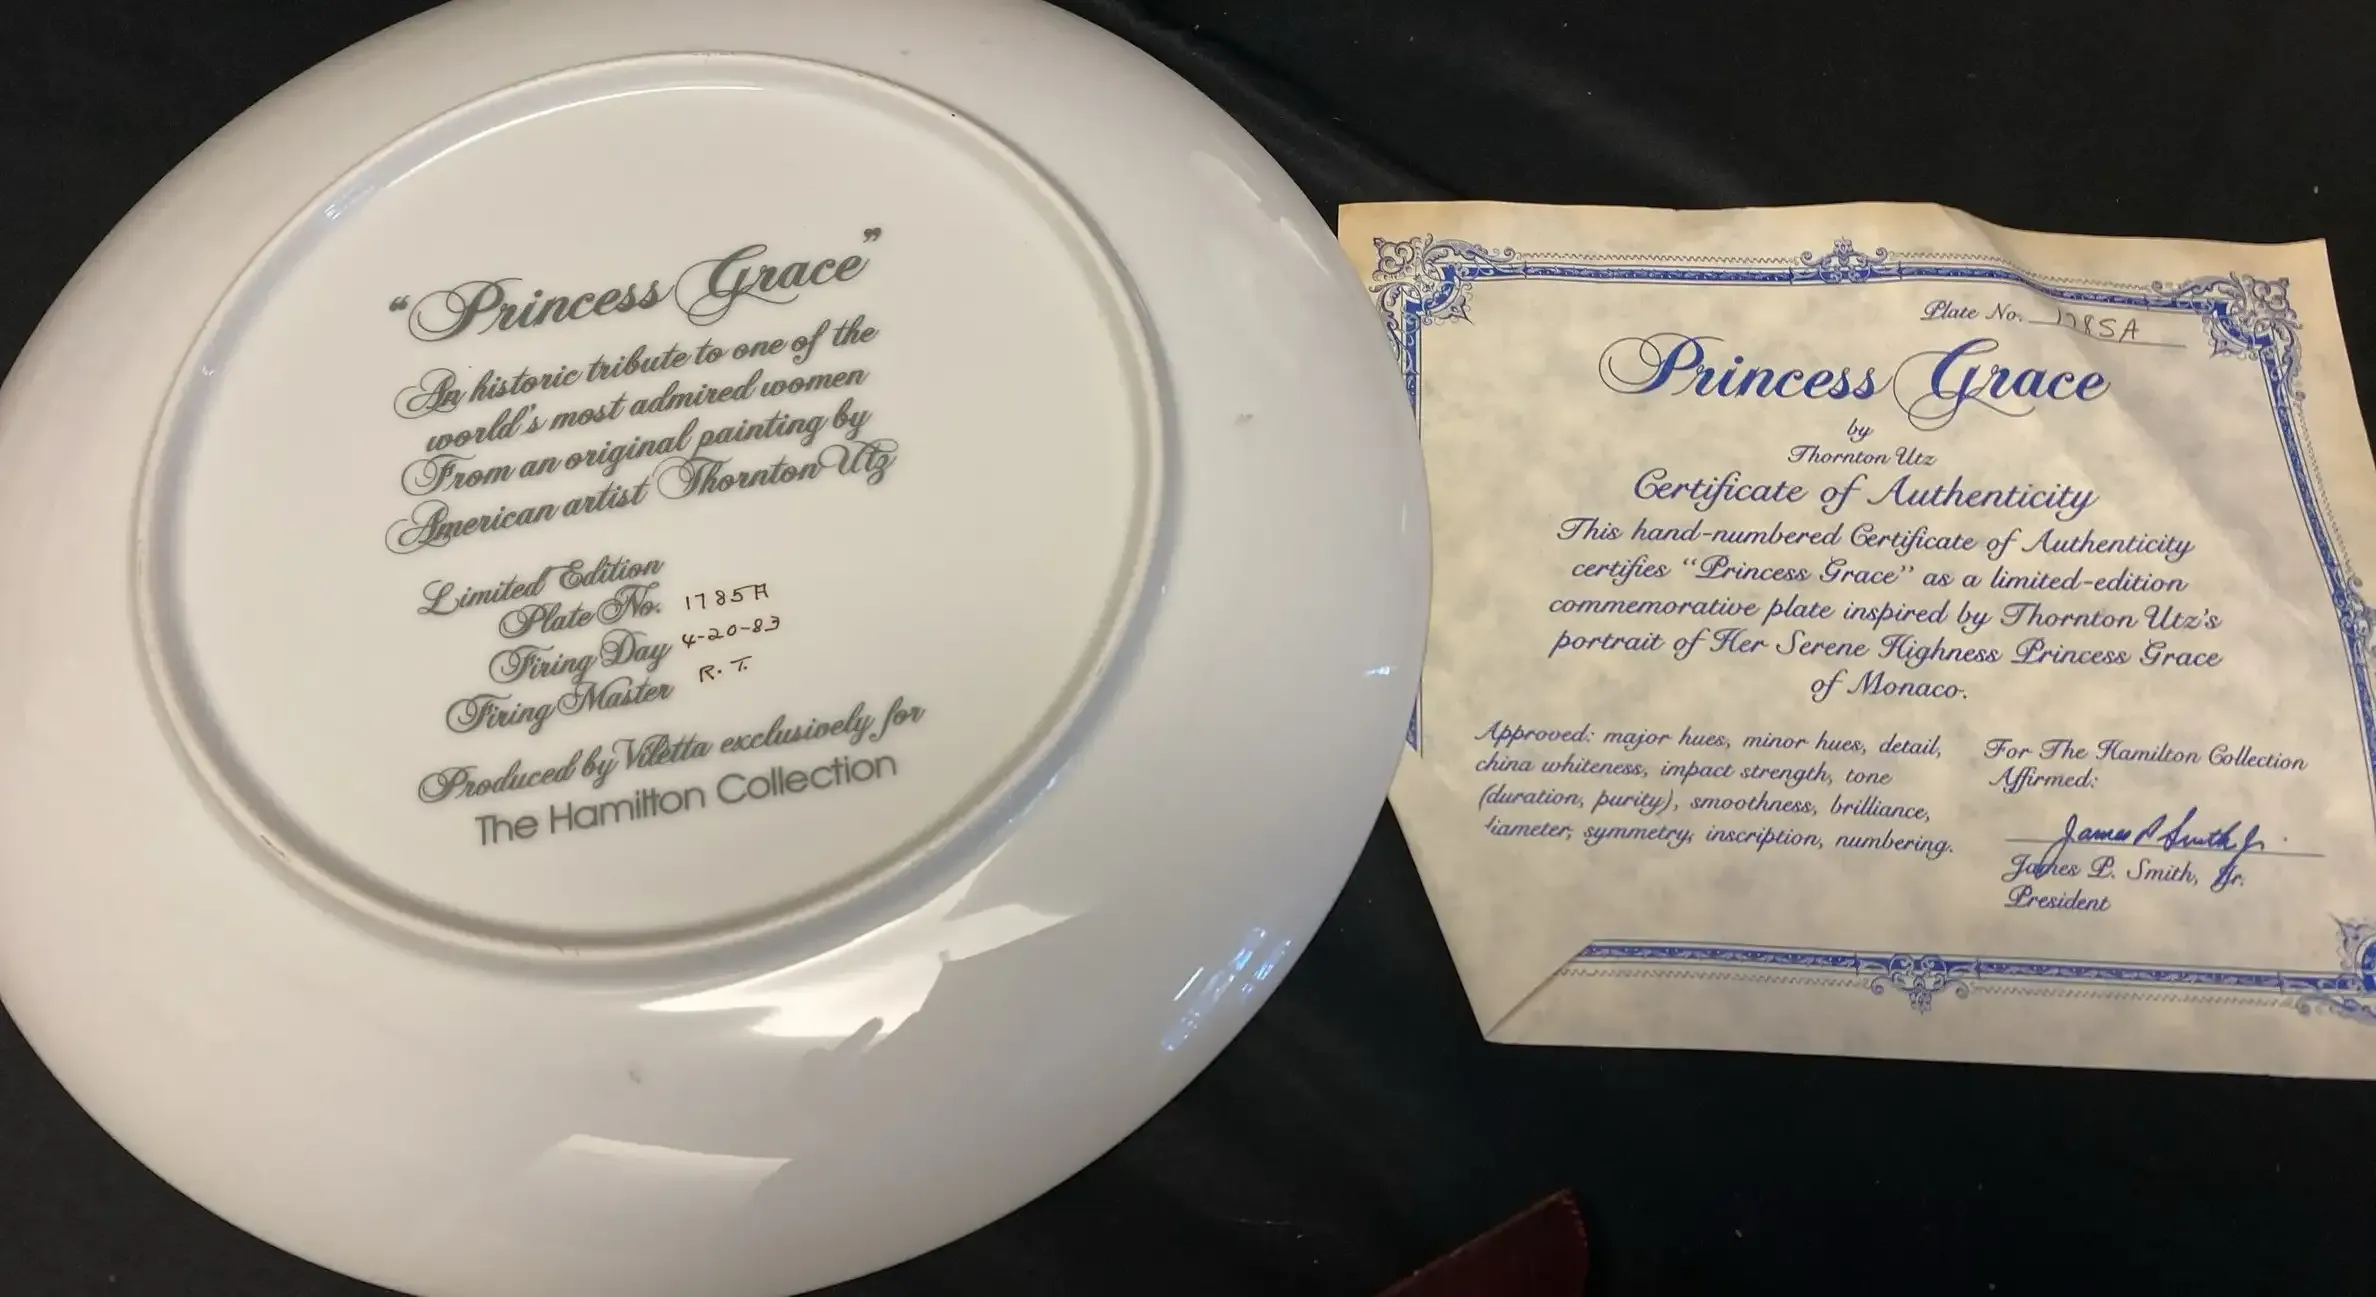 “Princess Grace”
An historic tribute to one of the
world's most admired women
From an original painting by
American artist Thornton Utz
Limited Edition
Plate No. 1785A
Firing Day 4-20-83
Firing Master R. T.
Produced by Viletta exclusively for
The Hamilton Collection
Plate No. 1785A
Princess Grace
by
Thornton Utz
Certificate of Authenticity
This hand-numbered Certificate of Authenticity
certifies “Princess Grace” as a limited-edition
commemorative plate inspired by Thornton Utz's
portrait of Her Serene Highness Princess Grace
of Monaco.
Approved: major hues, minor hues, detail,
china whiteness, impact strength, tone
(duration, purity), smoothness, brilliance,
diameter, symmetry, inscription, numbering.
For The Hamilton Collection
Affirmed:
James P Smith Jr.
James P. Smith, Jr.
President